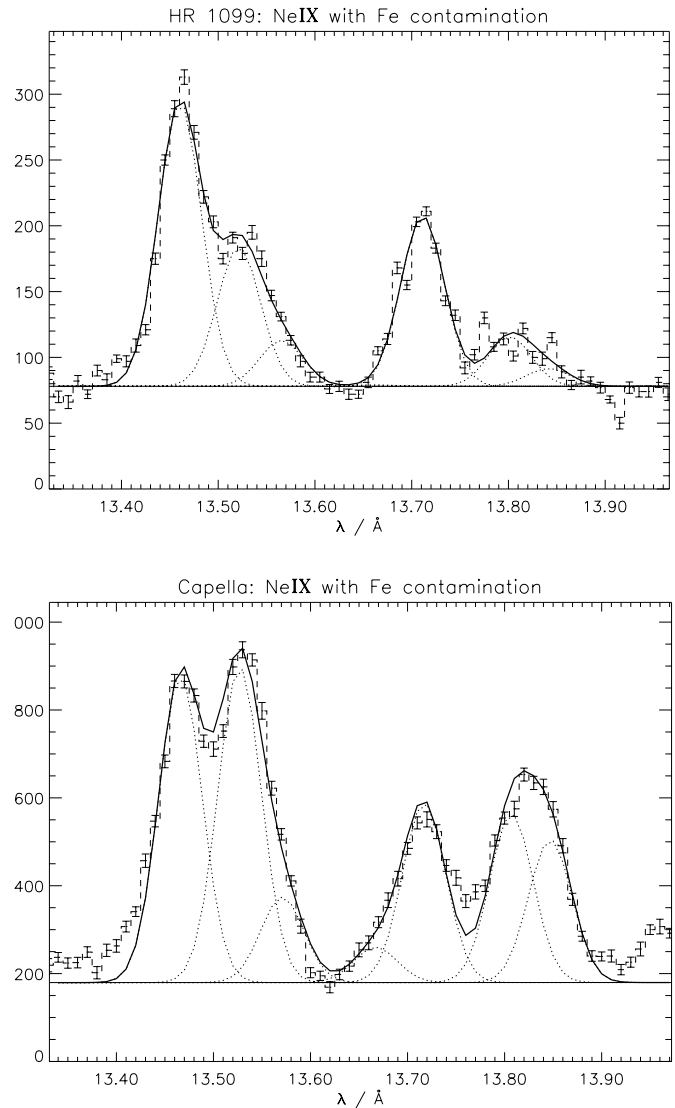 HR 1099: NeIX with Fe contamination
300
250
200
150
100
50
0
13.40 13.50 13.60 13.70 13.80 13.90
λ / Å
Capella: NeIX with Fe contamination
000
800
600
400
200
0
13.40 13.50 13.60 13.70 13.80 13.90
λ / Å